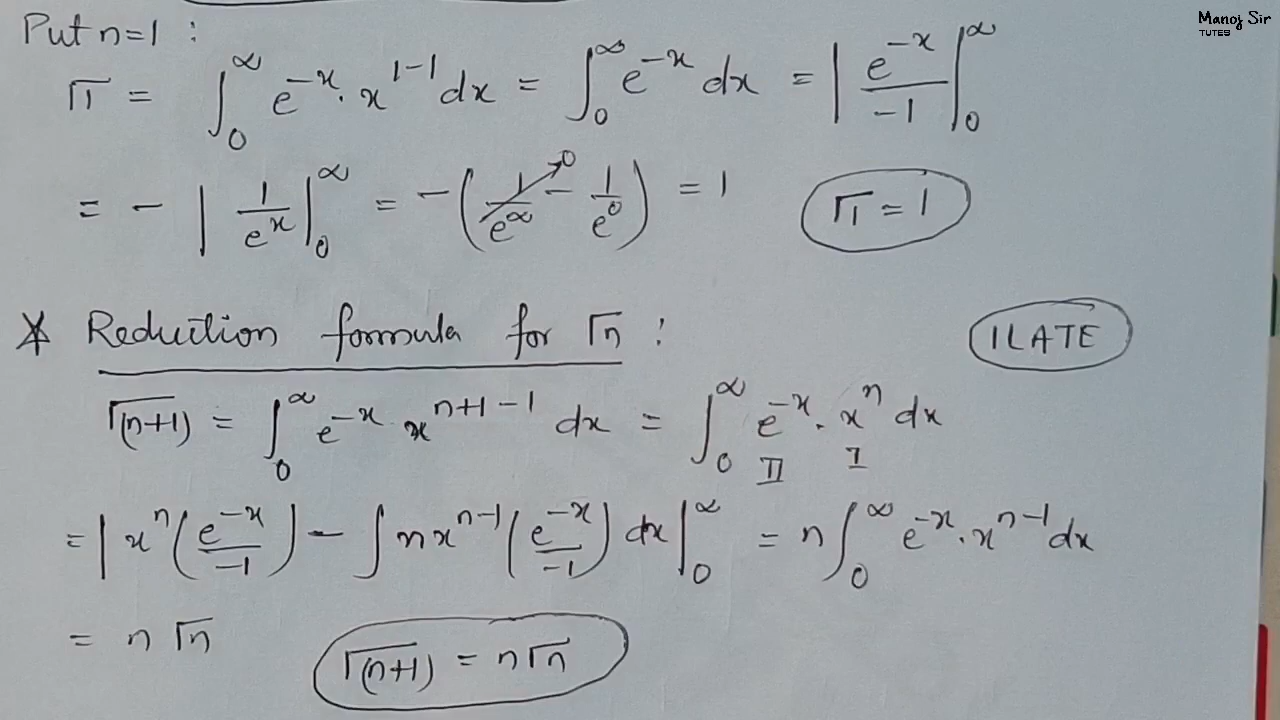 Manoj Sir
TUTES
Put n=1 :
Γ1 = ∫₀^∞ e^{-x}. x^{1-1} dx = ∫₀^∞ e^{-x} dx = | e^{-x}/-1 |₀^∞
= - | 1/e^x |₀^∞ = -( 1/e^∞ →0 - 1/e^0 ) = 1 Γ1 = 1
* Reduction formula for Γn :
ILATE
Γ(n+1) = ∫₀^∞ e^{-x} x^{n+1-1} dx = ∫₀^∞ e^{-x} . x^n dx
II I
= | x^n (e^{-x}/-1) - ∫ nx^{n-1} (e^{-x}/-1) dx |₀^∞ = n ∫₀^∞ e^{-x} . x^{n-1} dx
= n Γn Γ(n+1) = n Γn